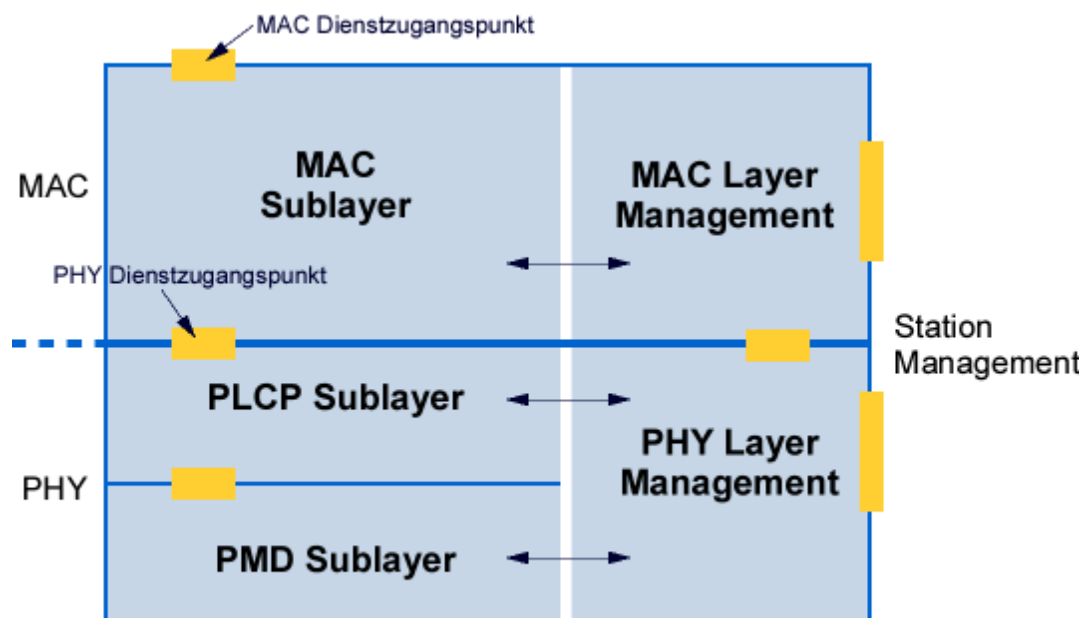 MAC Dienstzugangspunkt
MAC
MAC
Sublayer
MAC Layer
Management
PHY Dienstzugangspunkt
Station
Management
PLCP Sublayer
PHY
PHY Layer
Management
PMD Sublayer